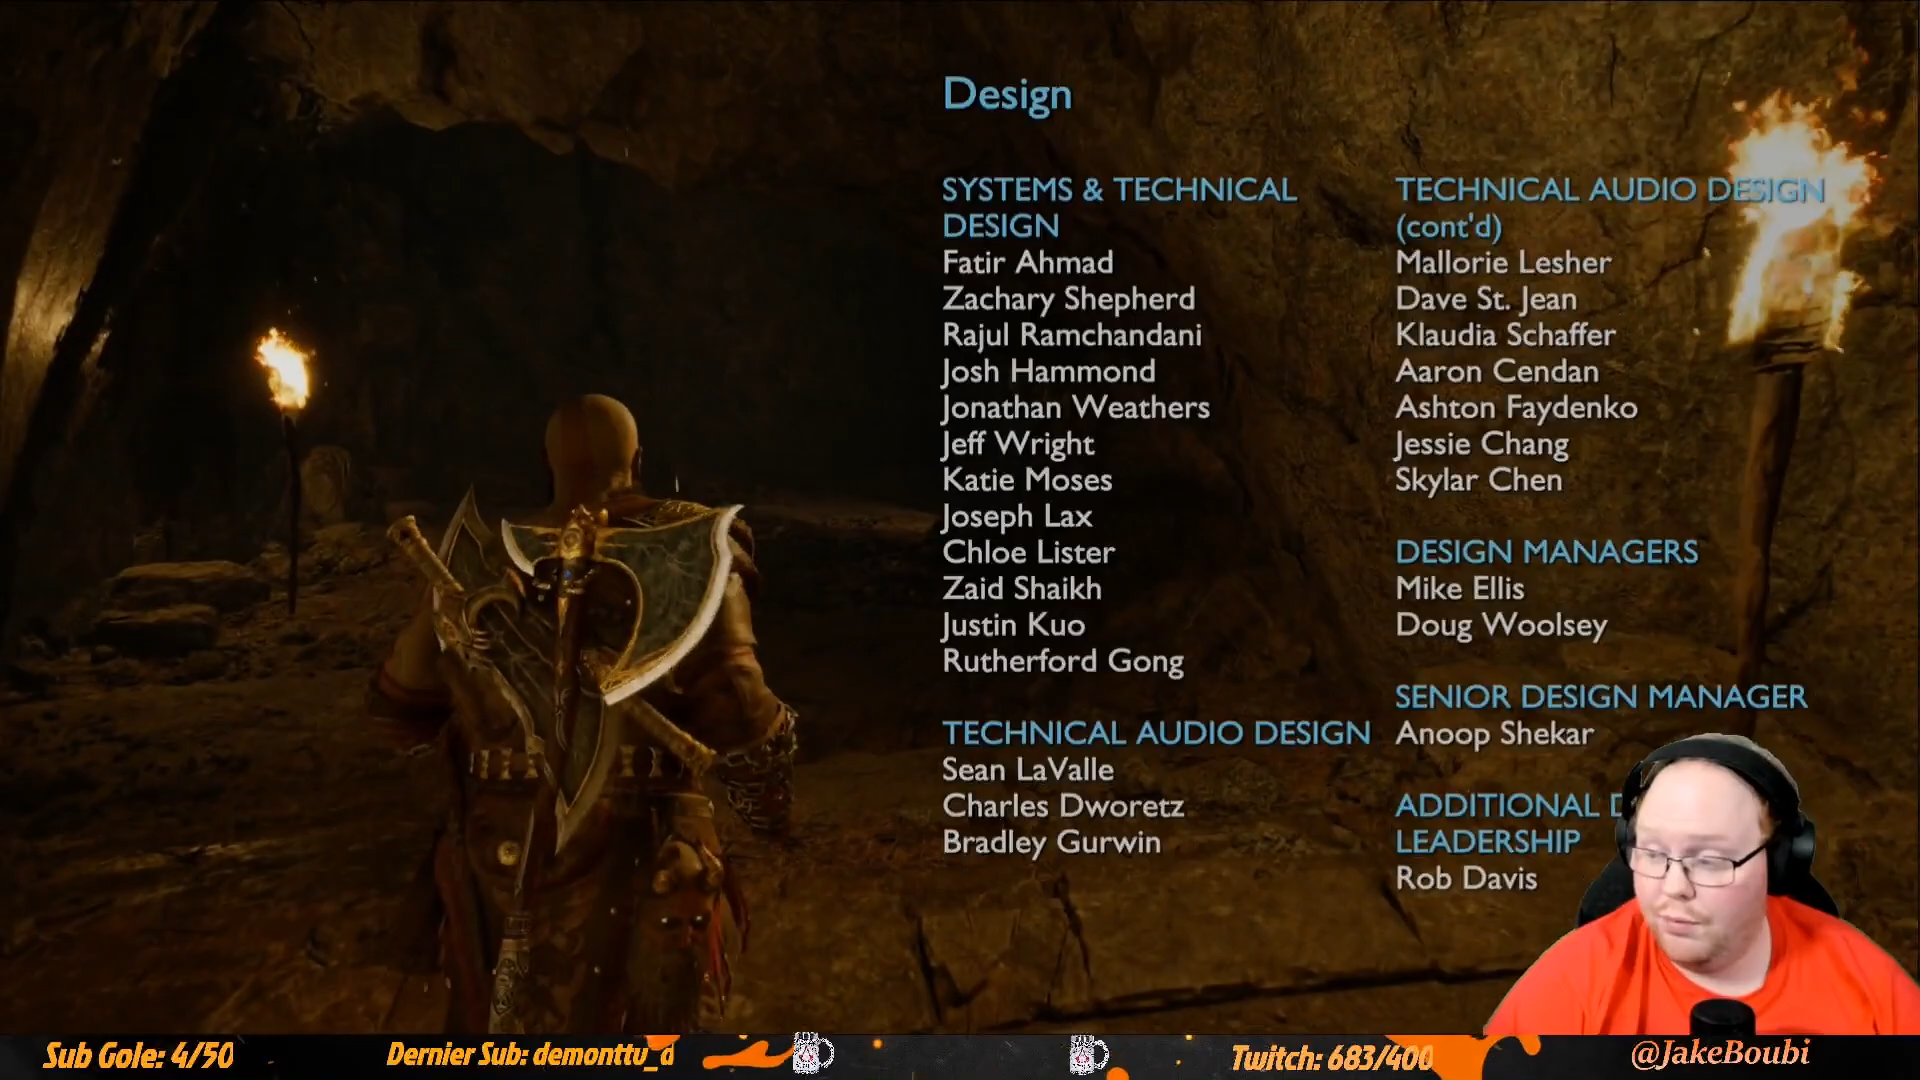 Design
SYSTEMS & TECHNICAL
DESIGN
Fatir Ahmad
Zachary Shepherd
Rajul Ramchandani
Josh Hammond
Jonathan Weathers
Jeff Wright
Katie Moses
Joseph Lax
Chloe Lister
Zaid Shaikh
Justin Kuo
Rutherford Gong
TECHNICAL AUDIO DESIGN
Sean LaValle
Charles Dworetz
Bradley Gurwin
TECHNICAL AUDIO DESIGN
(cont'd)
Mallorie Lesher
Dave St. Jean
Klaudia Schaffer
Aaron Cendan
Ashton Faydenko
Jessie Chang
Skylar Chen
DESIGN MANAGERS
Mike Ellis
Doug Woolsey
SENIOR DESIGN MANAGER
Anoop Shekar
ADDITIONAL
LEADERSHIP
Rob Davis
Sub Gole: 4/50
Dernier Sub: demonttv_d
Twitch: 683/400
@JakeBoubi